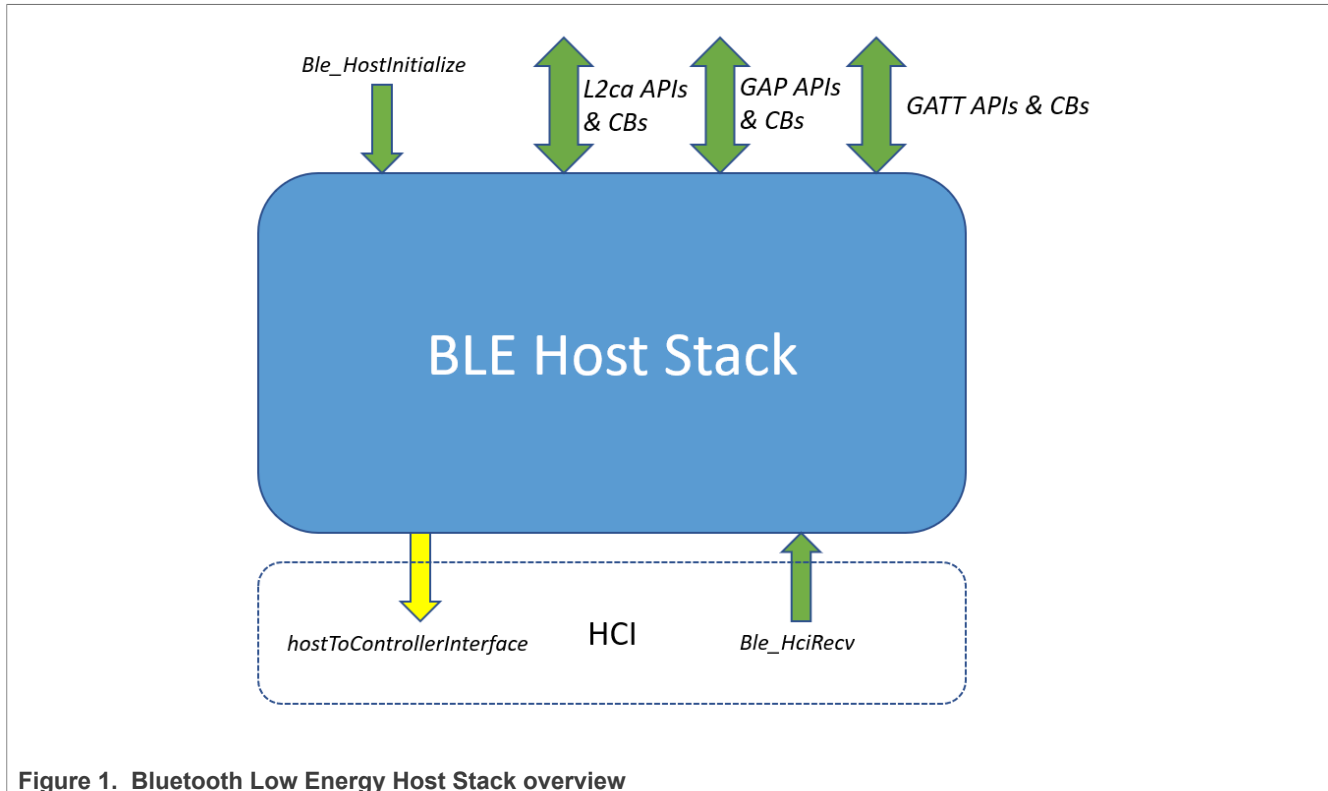 Ble_HostInitialize
L2ca APIs
& CBs
GAP APIs
& CBs
GATT APIs & CBs
BLE Host Stack
hostToControllerInterface
HCI
Ble_HciRecv
Figure 1. Bluetooth Low Energy Host Stack overview